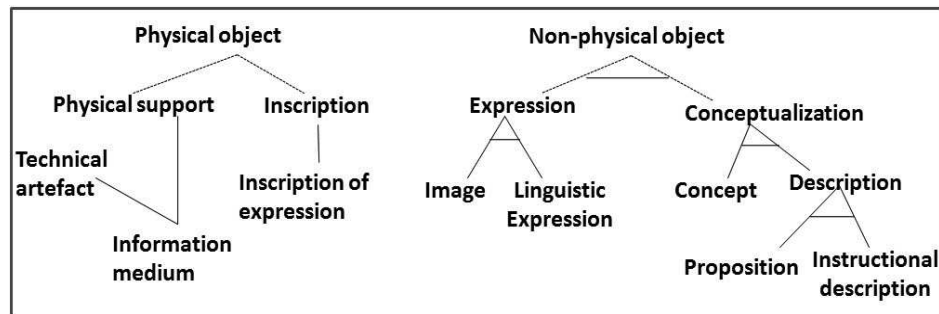 Physical object
Non-physical object
Physical support
Inscription
Expression
Conceptualization
Technical
artefact
Inscription of
expression
Image
Linguistic
Expression
Concept
Description
Information
medium
Proposition
Instructional
description